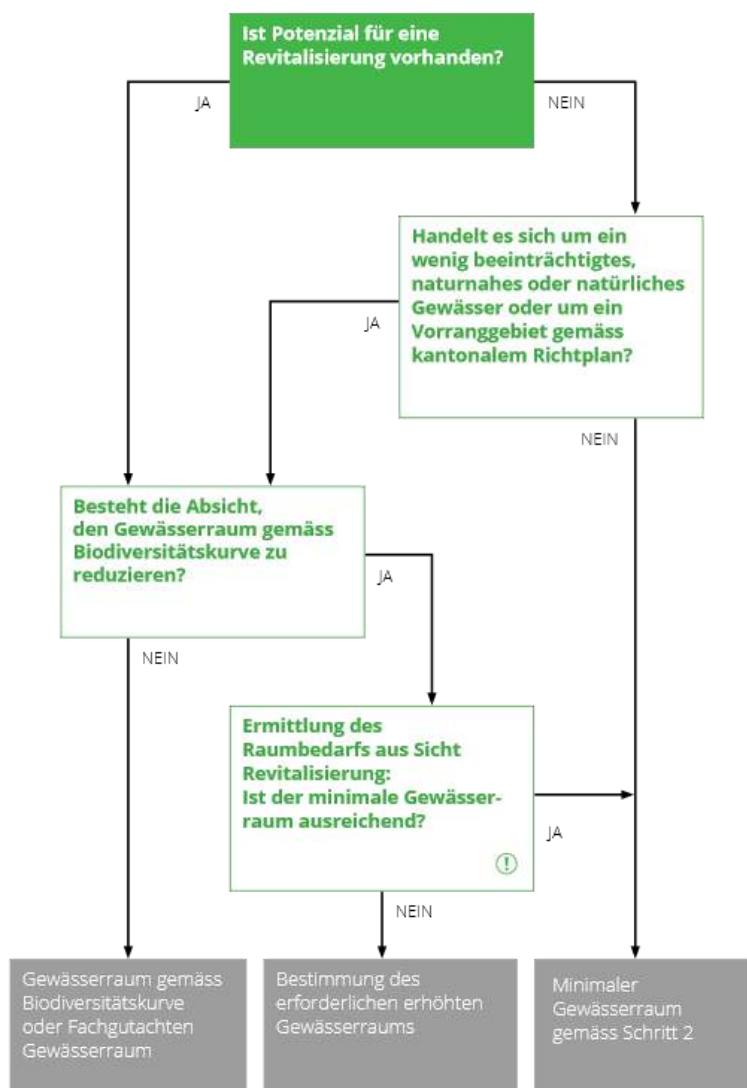 Ist Potenzial für eine
Revitalisierung vorhanden?
JA
NEIN
Handelt es sich um ein
wenig beeinträchtigtes,
naturnahes oder natürliches
Gewässer oder um ein
Vorranggebiet gemäss
kantonalem Richtplan?
JA
NEIN
Besteht die Absicht,
den Gewässerraum gemäss
Biodiversitätskurve zu
reduzieren?
JA
NEIN
Ermittlung des
Raumbedarfs aus Sicht
Revitalisierung:
Ist der minimale Gewässer-
raum ausreichend?
!
JA
NEIN
Gewässerraum gemäss
Biodiversitätskurve
oder Fachgutachten
Gewässerraum
Bestimmung des
erforderlichen erhöhten
Gewässerraums
Minimaler
Gewässerraum
gemäss Schritt 2